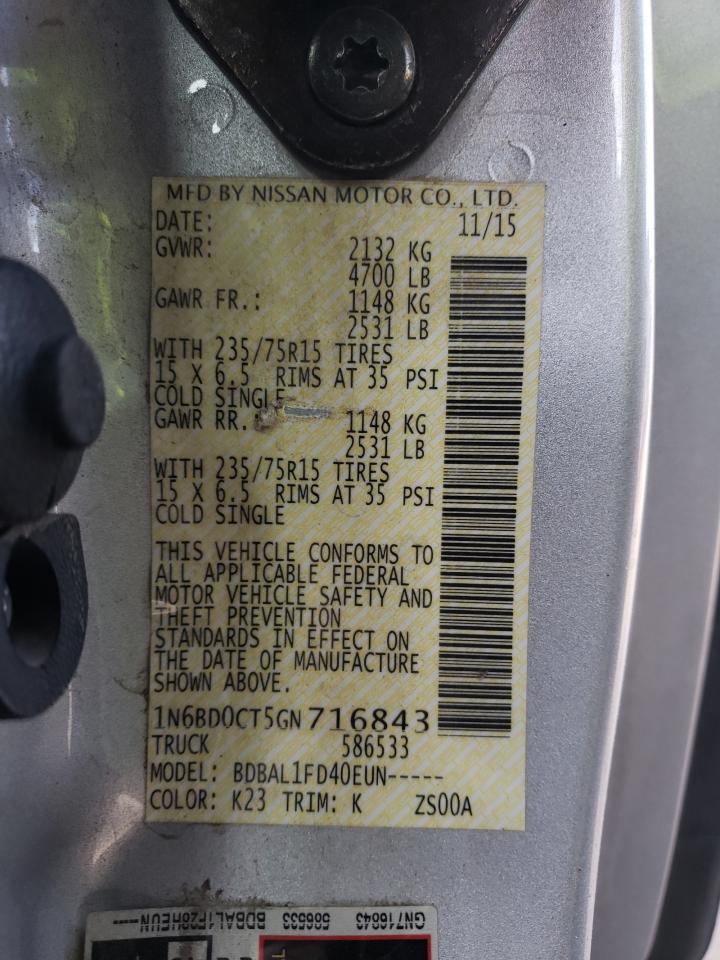 MFD BY NISSAN MOTOR CO., LTD.
DATE: 11/15
GVWR: 2132 KG
4700 LB
GAWR FR.: 1148 KG
2531 LB
WITH 235/75R15 TIRES
15 X 6.5 RIMS AT 35 PSI
COLD SINGLE
GAWR RR.: 1148 KG
2531 LB
WITH 235/75R15 TIRES
15 X 6.5 RIMS AT 35 PSI
COLD SINGLE
THIS VEHICLE CONFORMS TO
ALL APPLICABLE FEDERAL
MOTOR VEHICLE SAFETY AND
THEFT PREVENTION
STANDARDS IN EFFECT ON
THE DATE OF MANUFACTURE
SHOWN ABOVE.
1N6BD0CT5GN716843
TRUCK 586533
MODEL: BDBAL1FD40EUN-----
COLOR: K23 TRIM: K ZS00A
GN716843 586533 BDBAL1F28HEUN----